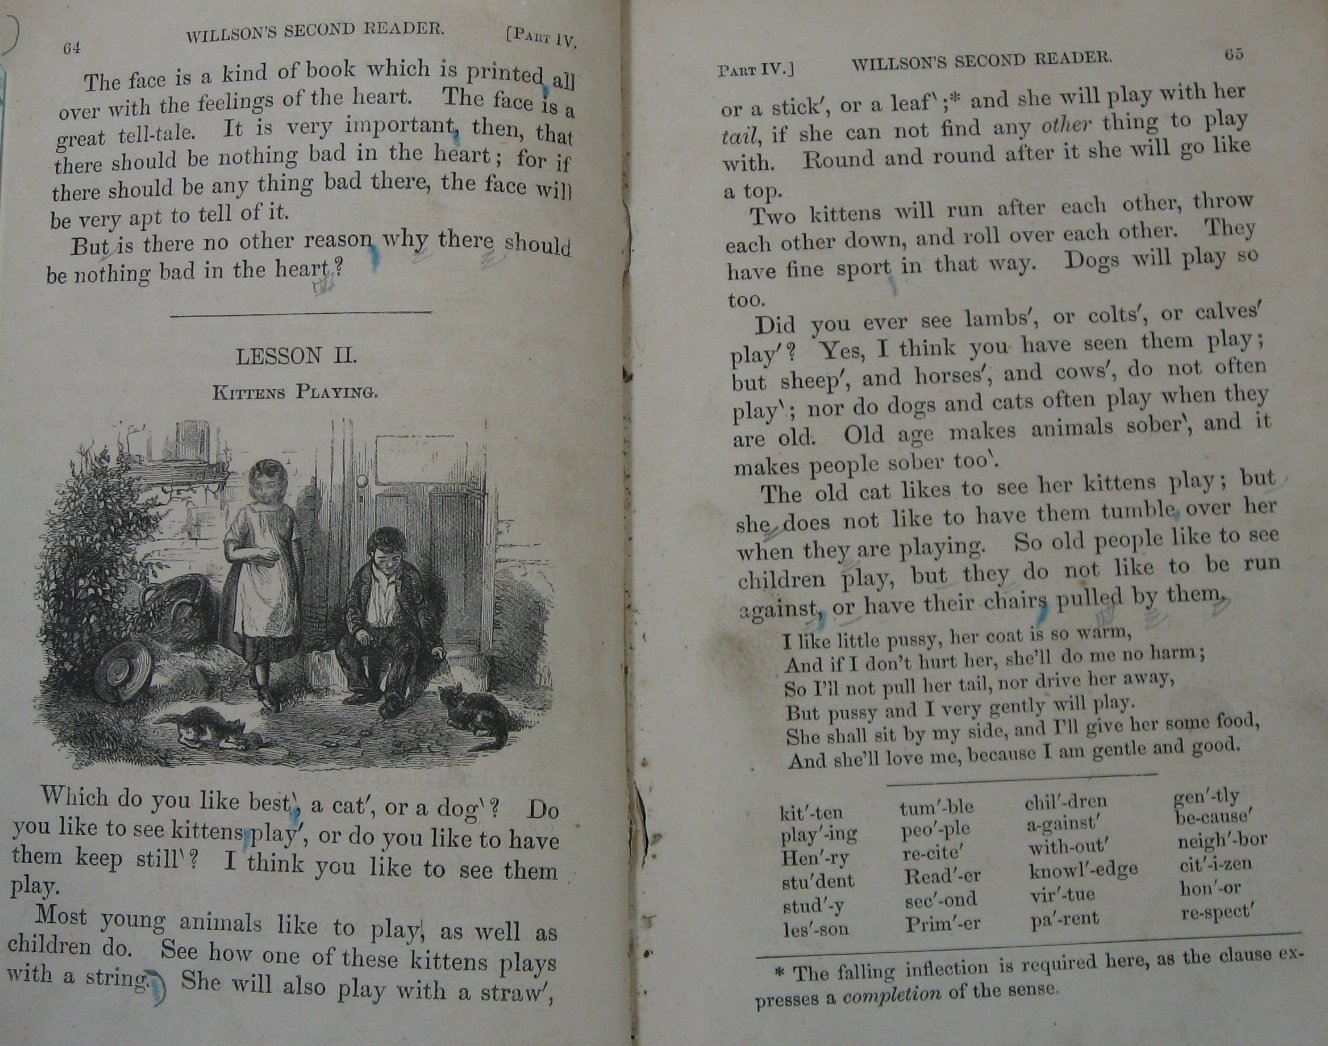 64 WILLSON'S SECOND READER. [PART IV.
The face is a kind of book which is printed all
over with the feelings of the heart. The face is a
great tell-tale. It is very important, then, that
there should be nothing bad in the heart; for if
there should be any thing bad there, the face will
be very apt to tell of it.
But is there no other reason why there should
be nothing bad in the heart?
LESSON II.
KITTENS PLAYING.
Which do you like best‵, a cat′, or a dog‵? Do
you like to see kittens play′, or do you like to have
them keep still‵? I think you like to see them
play.
Most young animals like to play, as well as
children do. See how one of these kittens plays
with a string. She will also play with a straw′,
PART IV.] WILLSON'S SECOND READER. 65
or a stick′, or a leaf‵;* and she will play with her
tail, if she can not find any other thing to play
with. Round and round after it she will go like
a top.
Two kittens will run after each other, throw
each other down, and roll over each other. They
have fine sport in that way. Dogs will play so
too.
Did you ever see lambs′, or colts′, or calves′
play′? Yes, I think you have seen them play;
but sheep′, and horses′, and cows′, do not often
play‵; nor do dogs and cats often play when they
are old. Old age makes animals sober‵, and it
makes people sober too‵.
The old cat likes to see her kittens play; but
she does not like to have them tumble over her
when they are playing. So old people like to see
children play, but they do not like to be run
against, or have their chairs pulled by them.
I like little pussy, her coat is so warm,
And if I don't hurt her, she'll do me no harm;
So I'll not pull her tail, nor drive her away,
But pussy and I very gently will play.
She shall sit by my side, and I'll give her some food,
And she'll love me, because I am gentle and good.
kit′-ten tum′-ble chil′-dren gen′-tly
play′-ing peo′-ple a-gainst′ be-cause′
Hen′-ry re-cite′ with-out′ neigh′-bor
stu′dent Read′-er knowl′-edge cit′-i-zen
stud′-y sec′-ond vir′-tue hon′-or
les′-son Prim′-er pa′-rent re-spect′
* The falling inflection is required here, as the clause ex-
presses a completion of the sense.